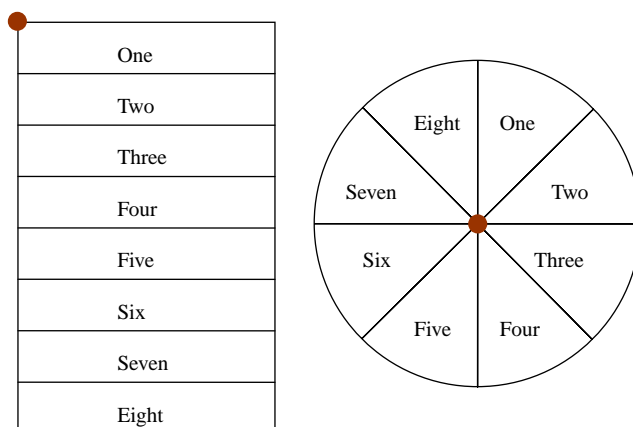 One
Two
Three
Four
Five
Six
Seven
Eight
Eight One
Seven Two
Six Three
Five Four